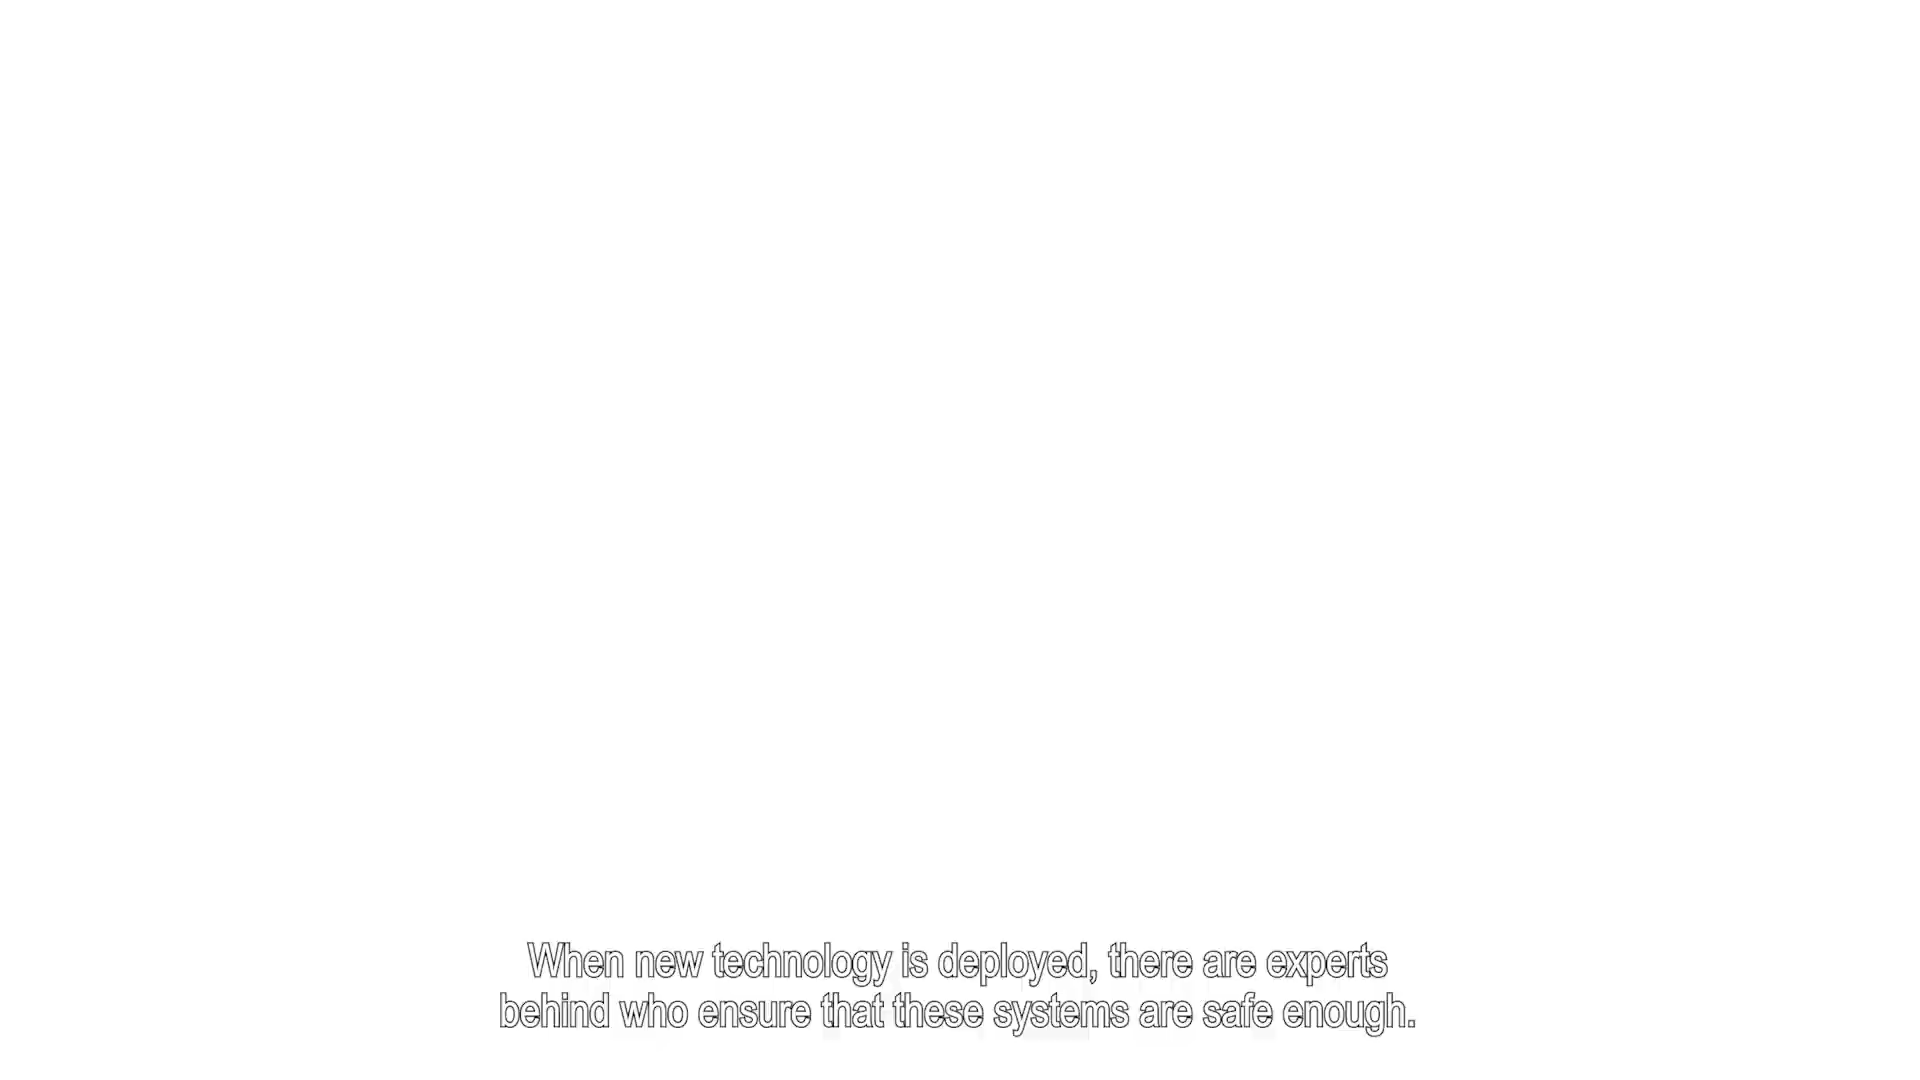 When new technology is deployed, there are experts
behind who ensure that these systems are safe enough.